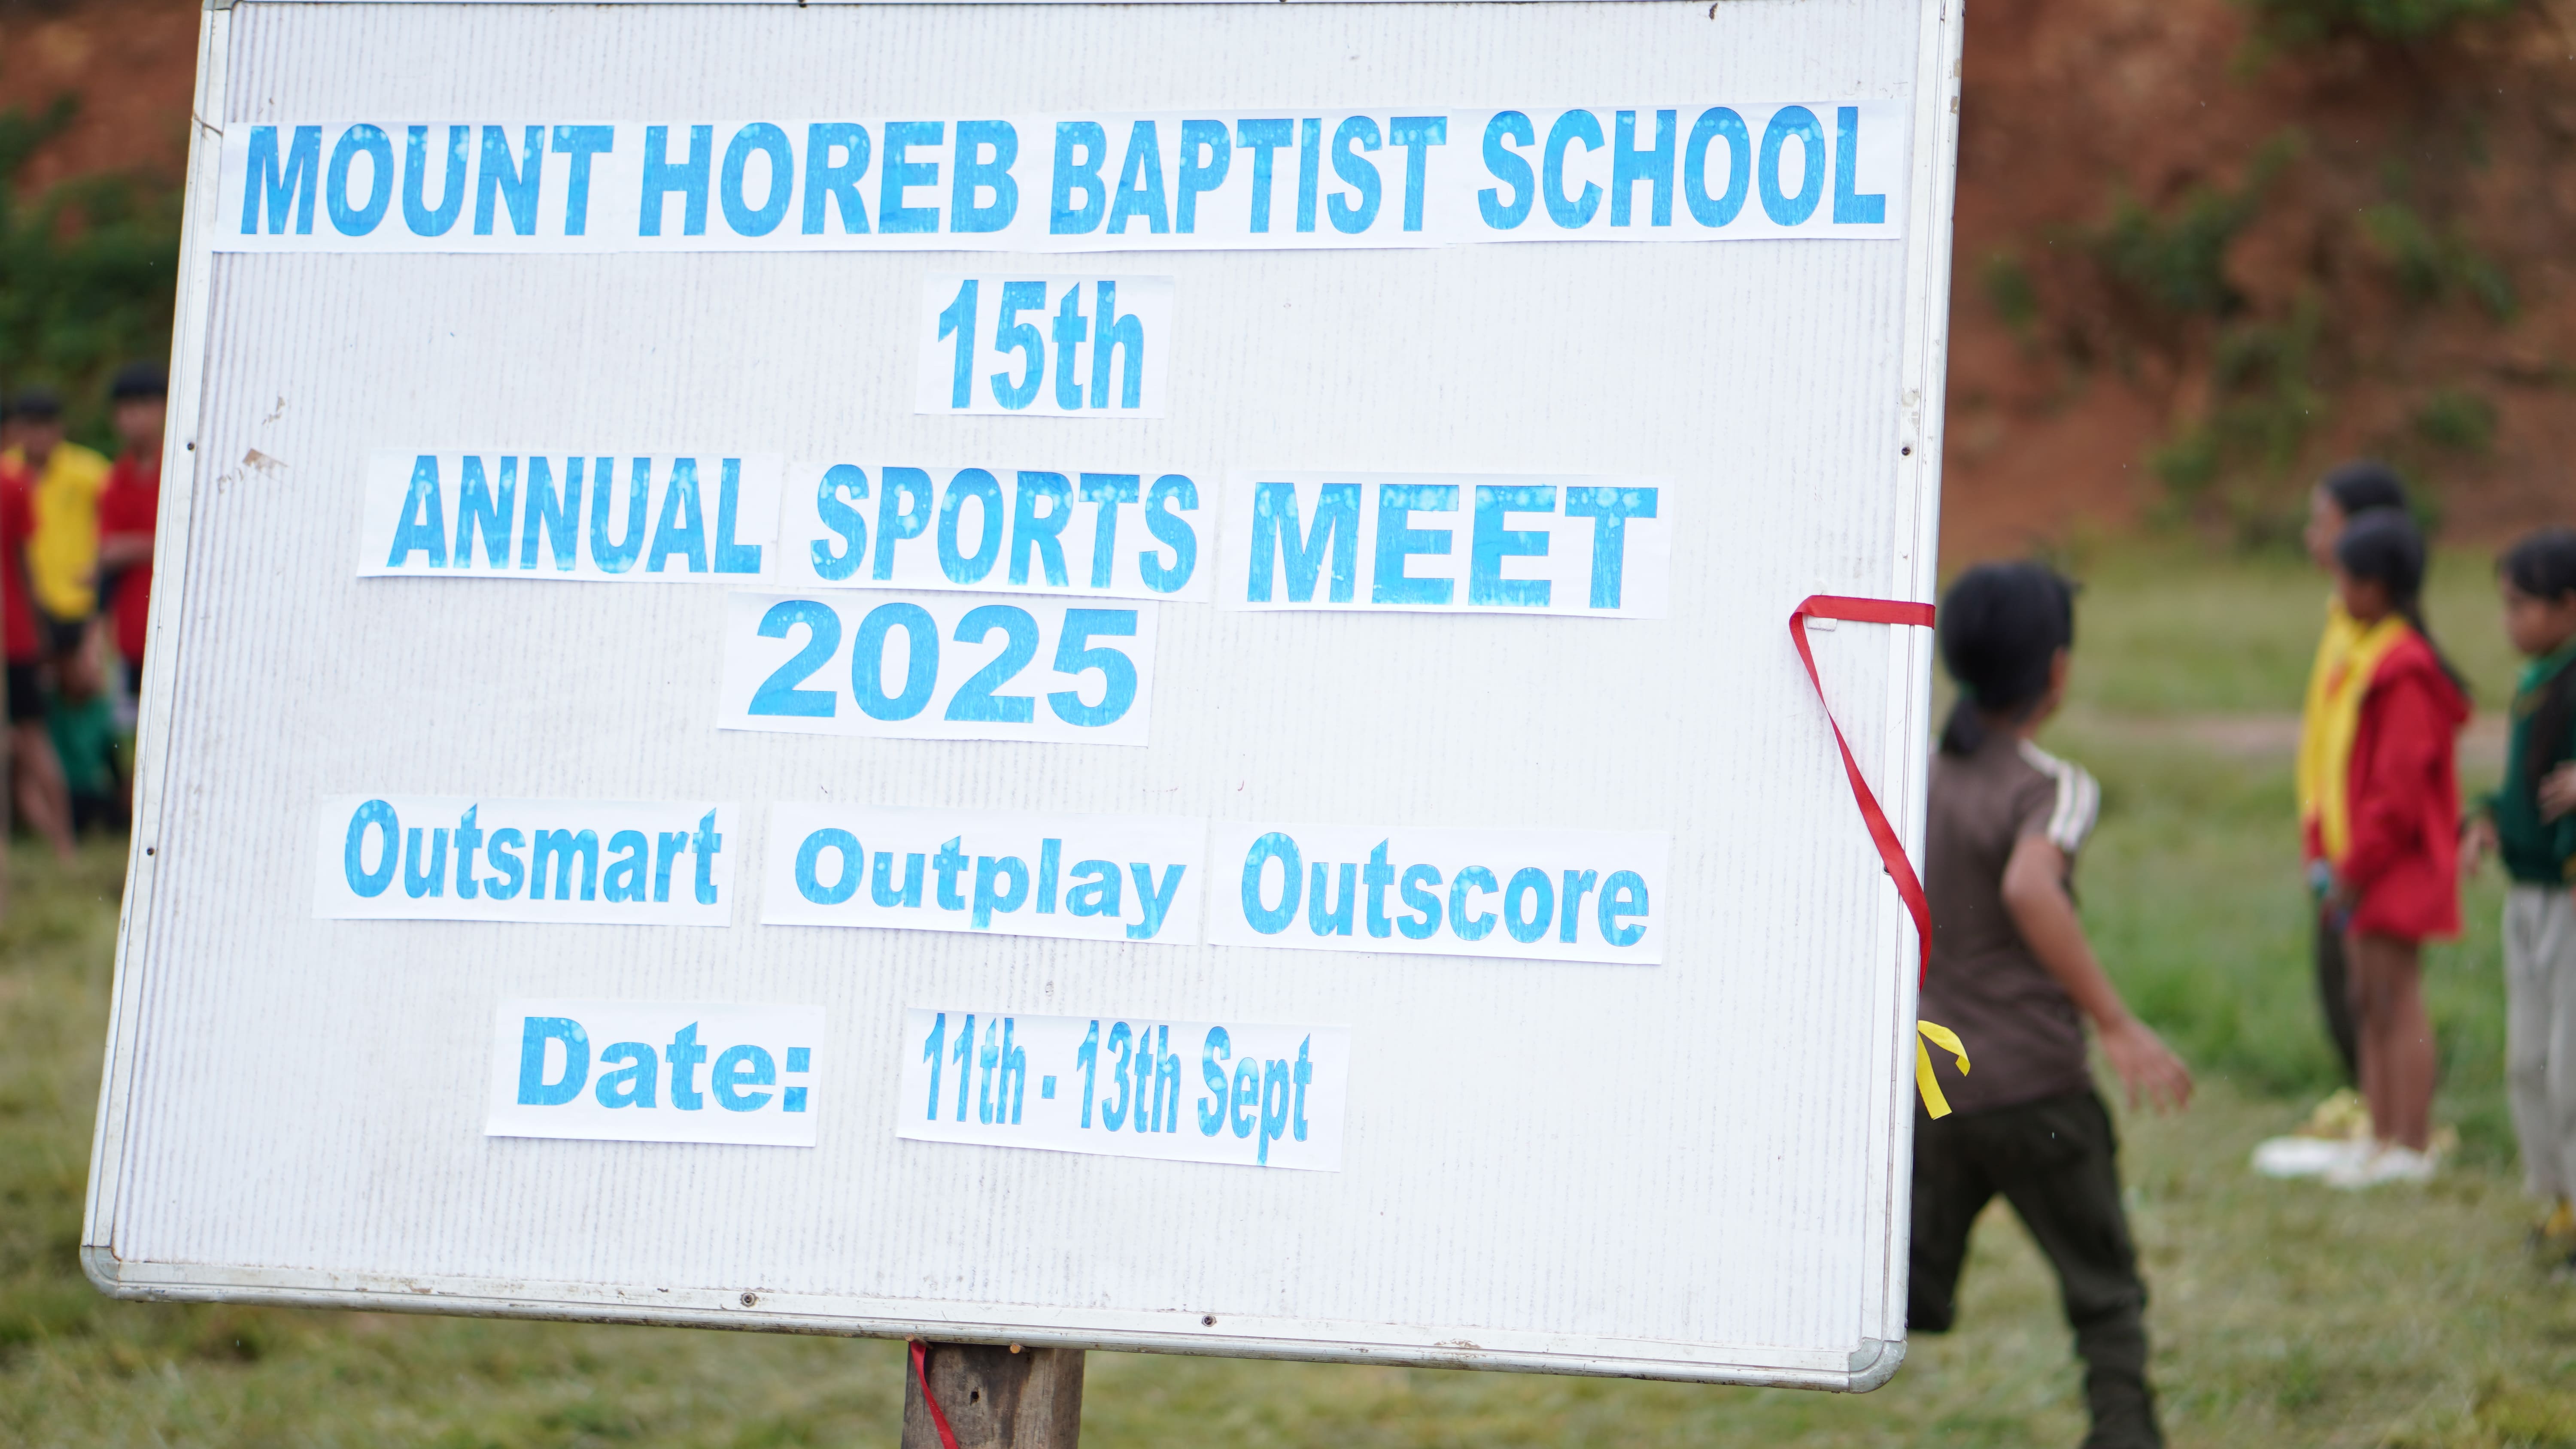 MOUNT HOREB BAPTIST SCHOOL
15th
ANNUAL SPORTS MEET
2025
Outsmart Outplay Outscore
Date: 11th - 13th Sept